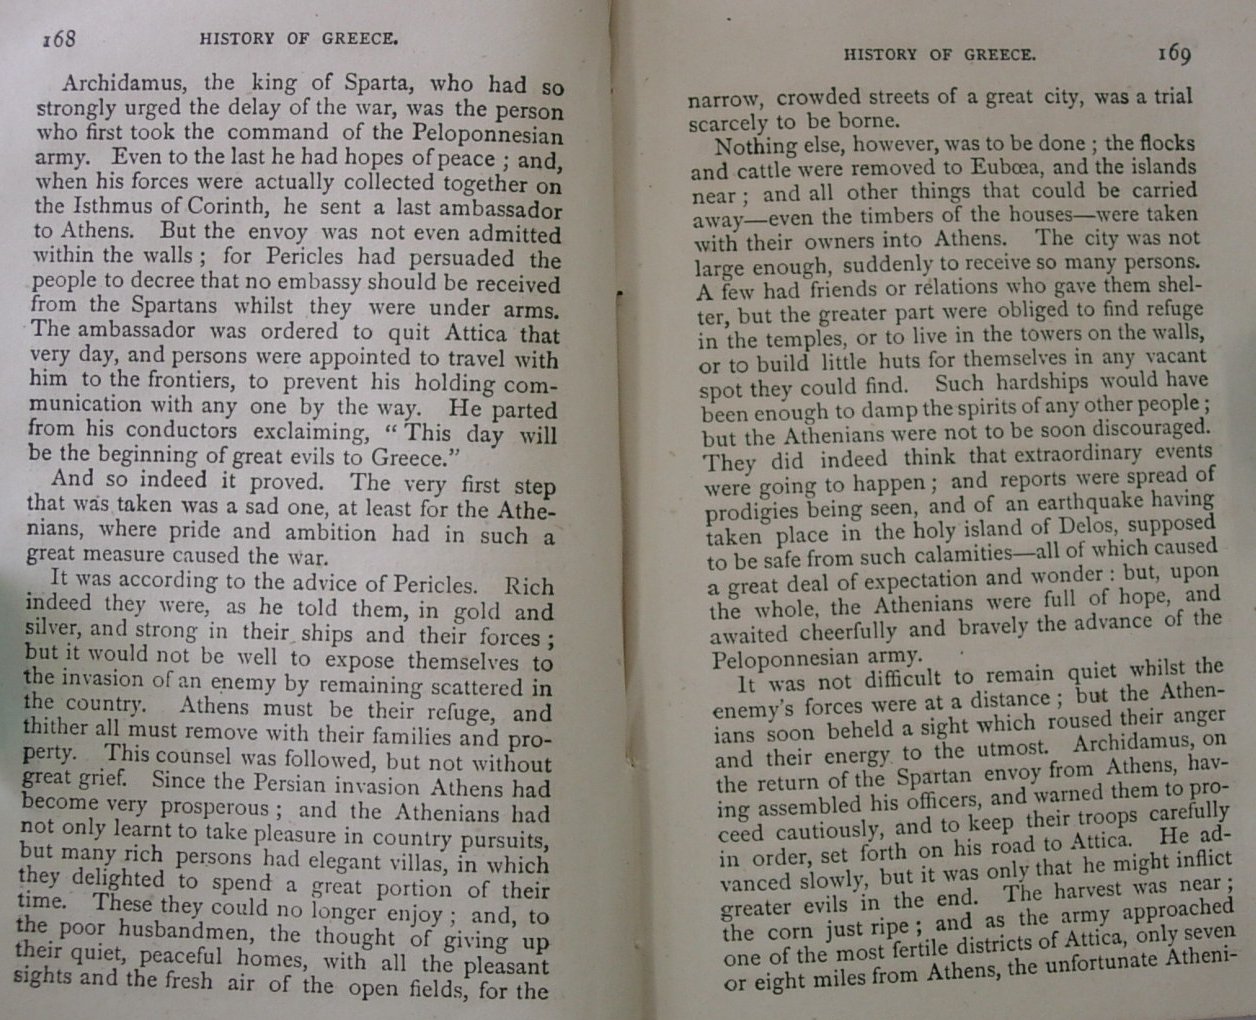 168
HISTORY OF GREECE.
Archidamus, the king of Sparta, who had so
strongly urged the delay of the war, was the person
who first took the command of the Peloponnesian
army. Even to the last he had hopes of peace ; and,
when his forces were actually collected together on
the Isthmus of Corinth, he sent a last ambassador
to Athens. But the envoy was not even admitted
within the walls ; for Pericles had persuaded the
people to decree that no embassy should be received
from the Spartans whilst they were under arms.
The ambassador was ordered to quit Attica that
very day, and persons were appointed to travel with
him to the frontiers, to prevent his holding com-
munication with any one by the way. He parted
from his conductors exclaiming, “ This day will
be the beginning of great evils to Greece.”
And so indeed it proved. The very first step
that was taken was a sad one, at least for the Athe-
nians, where pride and ambition had in such a
great measure caused the war.
It was according to the advice of Pericles. Rich
indeed they were, as he told them, in gold and
silver, and strong in their ships and their forces ;
but it would not be well to expose themselves to
the invasion of an enemy by remaining scattered in
the country. Athens must be their refuge, and
thither all must remove with their families and pro-
perty. This counsel was followed, but not without
great grief. Since the Persian invasion Athens had
become very prosperous ; and the Athenians had
not only learnt to take pleasure in country pursuits,
but many rich persons had elegant villas, in which
they delighted to spend a great portion of their
time. These they could no longer enjoy ; and, to
the poor husbandmen, the thought of giving up
their quiet, peaceful homes, with all the pleasant
sights and the fresh air of the open fields, for the
HISTORY OF GREECE.
169
narrow, crowded streets of a great city, was a trial
scarcely to be borne.
Nothing else, however, was to be done ; the flocks
and cattle were removed to Eubœa, and the islands
near ; and all other things that could be carried
away—even the timbers of the houses—were taken
with their owners into Athens. The city was not
large enough, suddenly to receive so many persons.
A few had friends or relations who gave them shel-
ter, but the greater part were obliged to find refuge
in the temples, or to live in the towers on the walls,
or to build little huts for themselves in any vacant
spot they could find. Such hardships would have
been enough to damp the spirits of any other people ;
but the Athenians were not to be soon discouraged.
They did indeed think that extraordinary events
were going to happen ; and reports were spread of
prodigies being seen, and of an earthquake having
taken place in the holy island of Delos, supposed
to be safe from such calamities—all of which caused
a great deal of expectation and wonder : but, upon
the whole, the Athenians were full of hope, and
awaited cheerfully and bravely the advance of the
Peloponnesian army.
It was not difficult to remain quiet whilst the
enemy's forces were at a distance ; but the Athen-
ians soon beheld a sight which roused their anger
and their energy to the utmost. Archidamus, on
the return of the Spartan envoy from Athens, hav-
ing assembled his officers, and warned them to pro-
ceed cautiously, and to keep their troops carefully
in order, set forth on his road to Attica. He ad-
vanced slowly, but it was only that he might inflict
greater evils in the end. The harvest was near ;
the corn just ripe ; and as the army approached
one of the most fertile districts of Attica, only seven
or eight miles from Athens, the unfortunate Atheni-